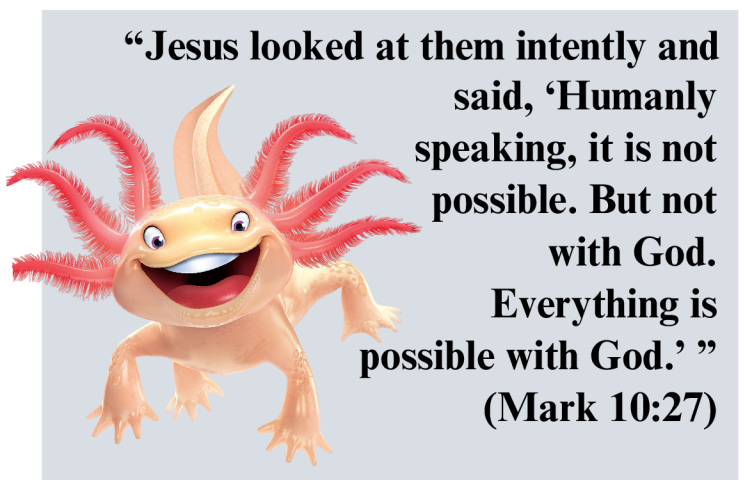 “Jesus looked at them intently and
said, ‘Humanly
speaking, it is not
possible. But not
with God.
Everything is
possible with God.’ ”
(Mark 10:27)